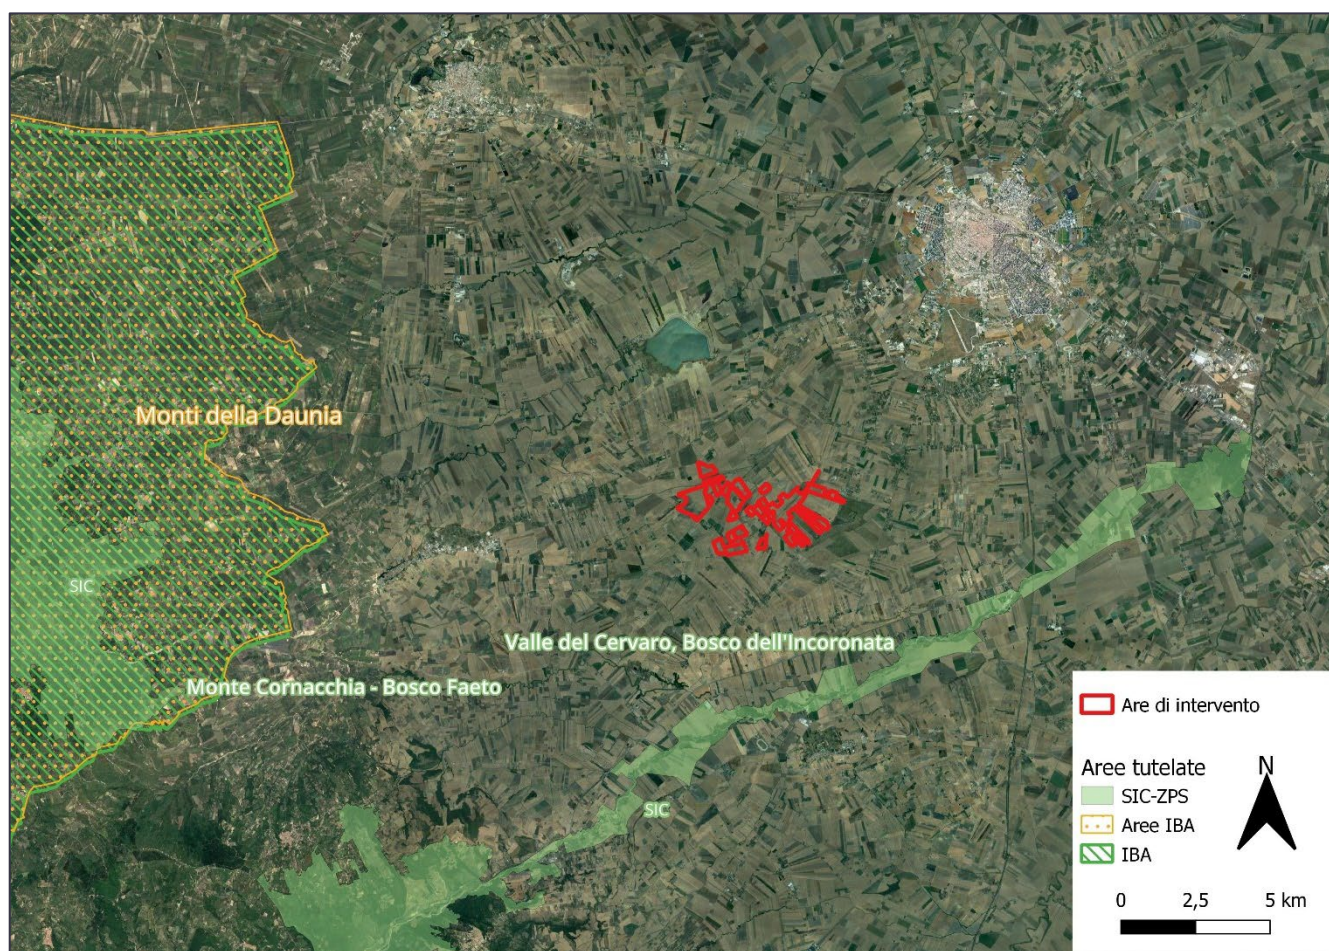 Monti della Daunia
SIC
Valle del Cervaro, Bosco dell'Incoronata
Monte Cornacchia - Bosco Faeto
SIC
Are di intervento
Aree tutelate
SIC-ZPS
Aree IBA
IBA
N
0 2,5 5 km